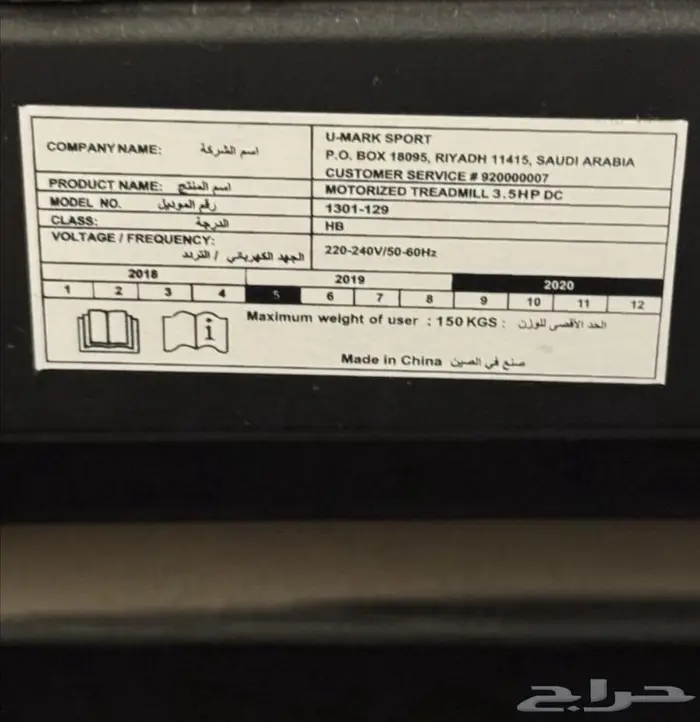 COMPANY NAME: اسم الشركة
U-MARK SPORT
P.O. BOX 18095, RIYADH 11415, SAUDI ARABIA
CUSTOMER SERVICE # 920000007
PRODUCT NAME: اسم المنتج MOTORIZED TREADMILL 3.5HP DC
MODEL NO. رقم الموديل 1301-129
CLASS: الدرجة HB
VOLTAGE / FREQUENCY: الجهد الكهربائي / التردد 220-240V/50-60Hz
2018 2019 2020
1 2 3 4 5 6 7 8 9 10 11 12
Maximum weight of user : 150 KGS : الحد الأقصى للوزن
Made in China صنع في الصين
حراج